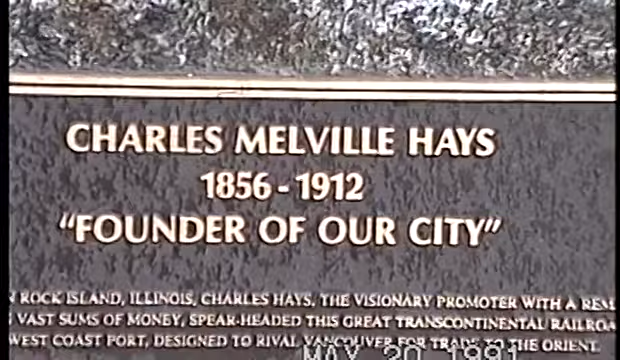 CHARLES MELVILLE HAYS
1856 - 1912
"FOUNDER OF OUR CITY"
ROCK ISLAND, ILLINOIS, CHARLES HAYS, THE VISIONARY PROMOTER WITH A
VAST SUMS OF MONEY, SPEAR-HEADED THIS GREAT TRANSCONTINENTAL
WEST COAST PORT, DESIGNED TO RIVAL VANCOUVER FOR TRADE TO THE ORIENT.
MAY 20 1991